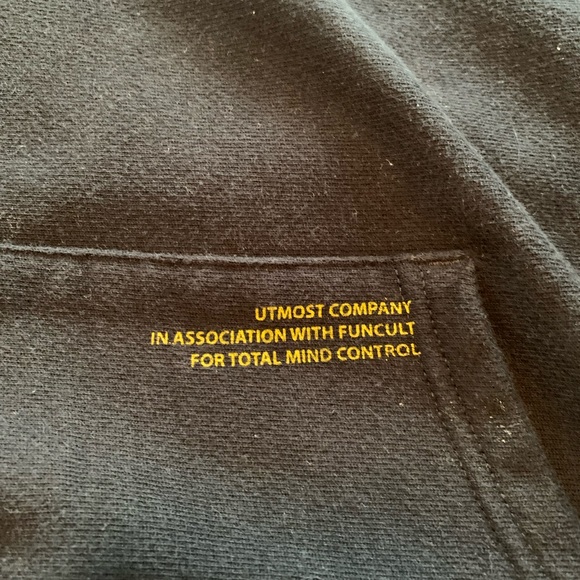 UTMOST COMPANY
IN ASSOCIATION WITH FUNCULT
FOR TOTAL MIND CONTROL